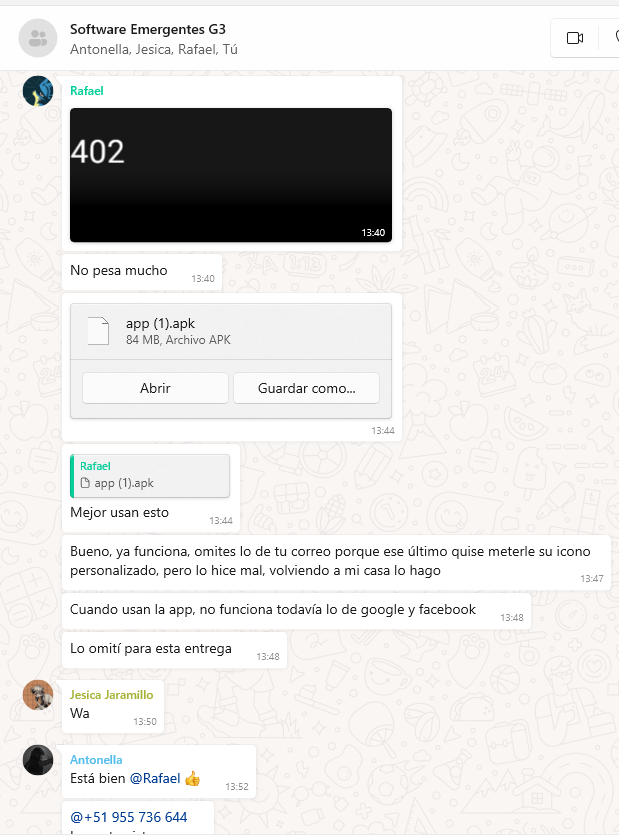 Software Emergentes G3
Antonella, Jesica, Rafael, Tú
Rafael
402
13:40
No pesa mucho
13:40
app (1).apk
84 MB, Archivo APK
Abrir
Guardar como...
13:44
Rafael
app (1).apk
Mejor usan esto
13:44
Bueno, ya funciona, omites lo de tu correo porque ese último quise meterle su icono
personalizado, pero lo hice mal, volviendo a mi casa lo hago
13:47
Cuando usan la app, no funciona todavía lo de google y facebook
13:48
Lo omití para esta entrega
13:48
Jesica Jaramillo
Wa
13:50
Antonella
Está bien @Rafael 👍
13:52
@+51 955 736 644